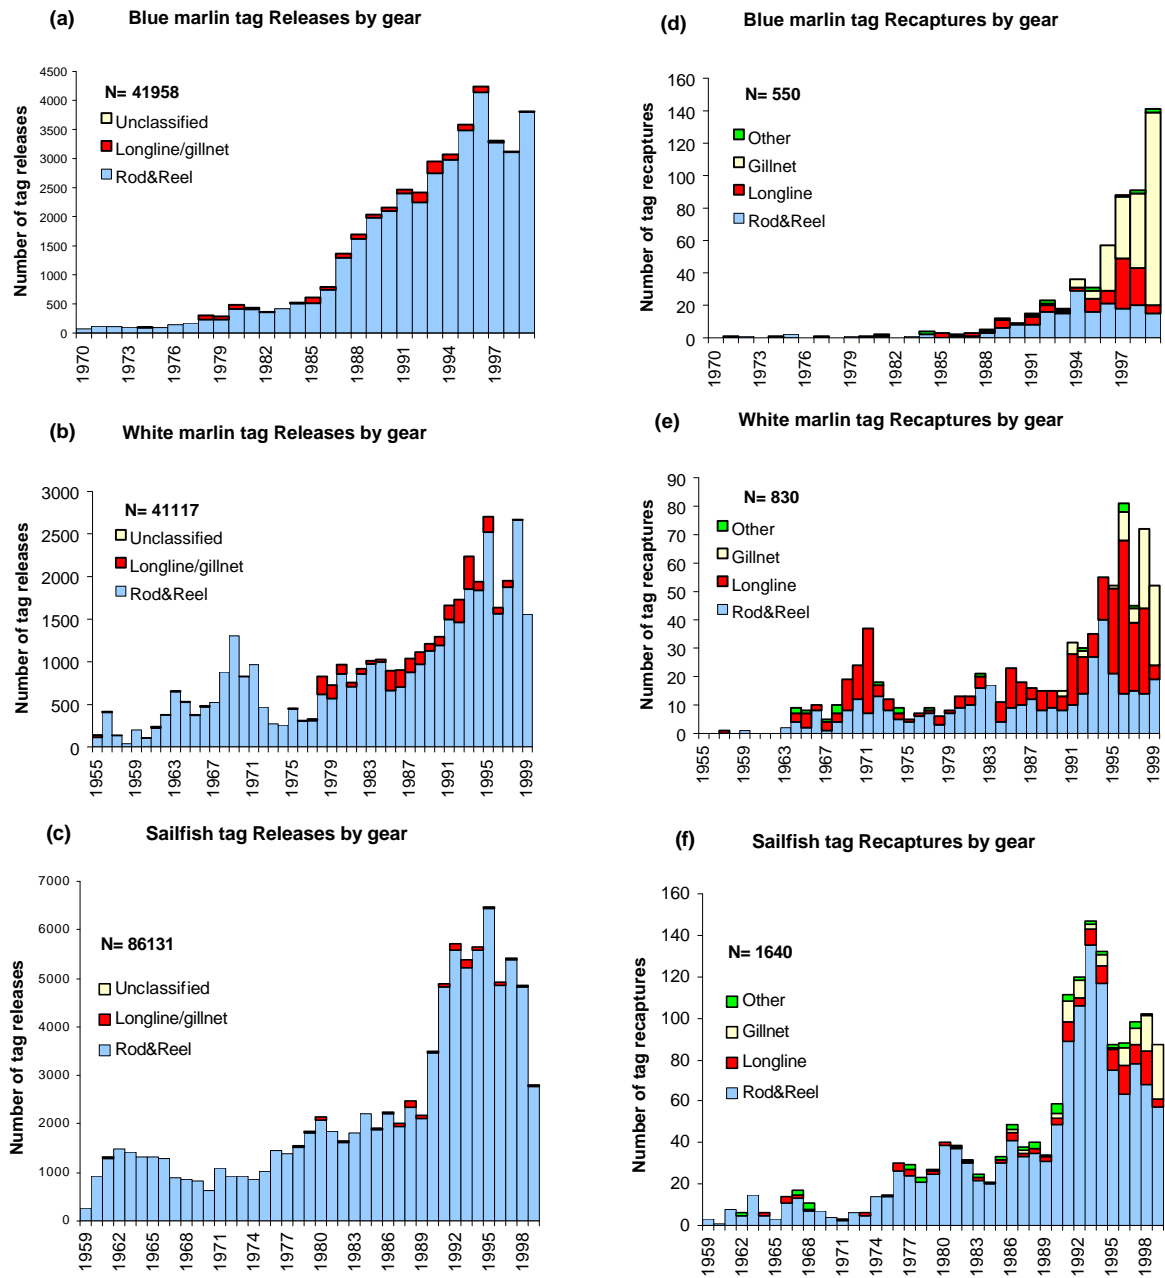 (a)
Blue marlin tag Releases by gear
Number of tag releases
4500
4000
3500
3000
2500
2000
1500
1000
500
0
N= 41958
Unclassified
Longline/gillnet
Rod&Reel
1970
1973
1976
1979
1982
1985
1988
1991
1994
1997
(d)
Blue marlin tag Recaptures by gear
Number of tag recaptures
160
140
120
100
80
60
40
20
0
N= 550
Other
Gillnet
Longline
Rod&Reel
1970
1973
1976
1979
1982
1985
1988
1991
1994
1997
(b)
White marlin tag Releases by gear
Number of tag releases
3000
2500
2000
1500
1000
500
0
N= 41117
Unclassified
Longline/gillnet
Rod&Reel
1955
1959
1963
1967
1971
1975
1979
1983
1987
1991
1995
1999
(e)
White marlin tag Recaptures by gear
Number of tag recaptures
90
80
70
60
50
40
30
20
10
0
N= 830
Other
Gillnet
Longline
Rod&Reel
1955
1959
1963
1967
1971
1975
1979
1983
1987
1991
1995
1999
(c)
Sailfish tag Releases by gear
Number of tag releases
7000
6000
5000
4000
3000
2000
1000
0
N= 86131
Unclassified
Longline/gillnet
Rod&Reel
1959
1962
1965
1968
1971
1974
1977
1980
1983
1986
1989
1992
1995
1998
(f)
Sailfish tag Recaptures by gear
Number of tag recaptures
160
140
120
100
80
60
40
20
0
N= 1640
Other
Gillnet
Longline
Rod&Reel
1959
1962
1965
1968
1971
1974
1977
1980
1983
1986
1989
1992
1995
1998